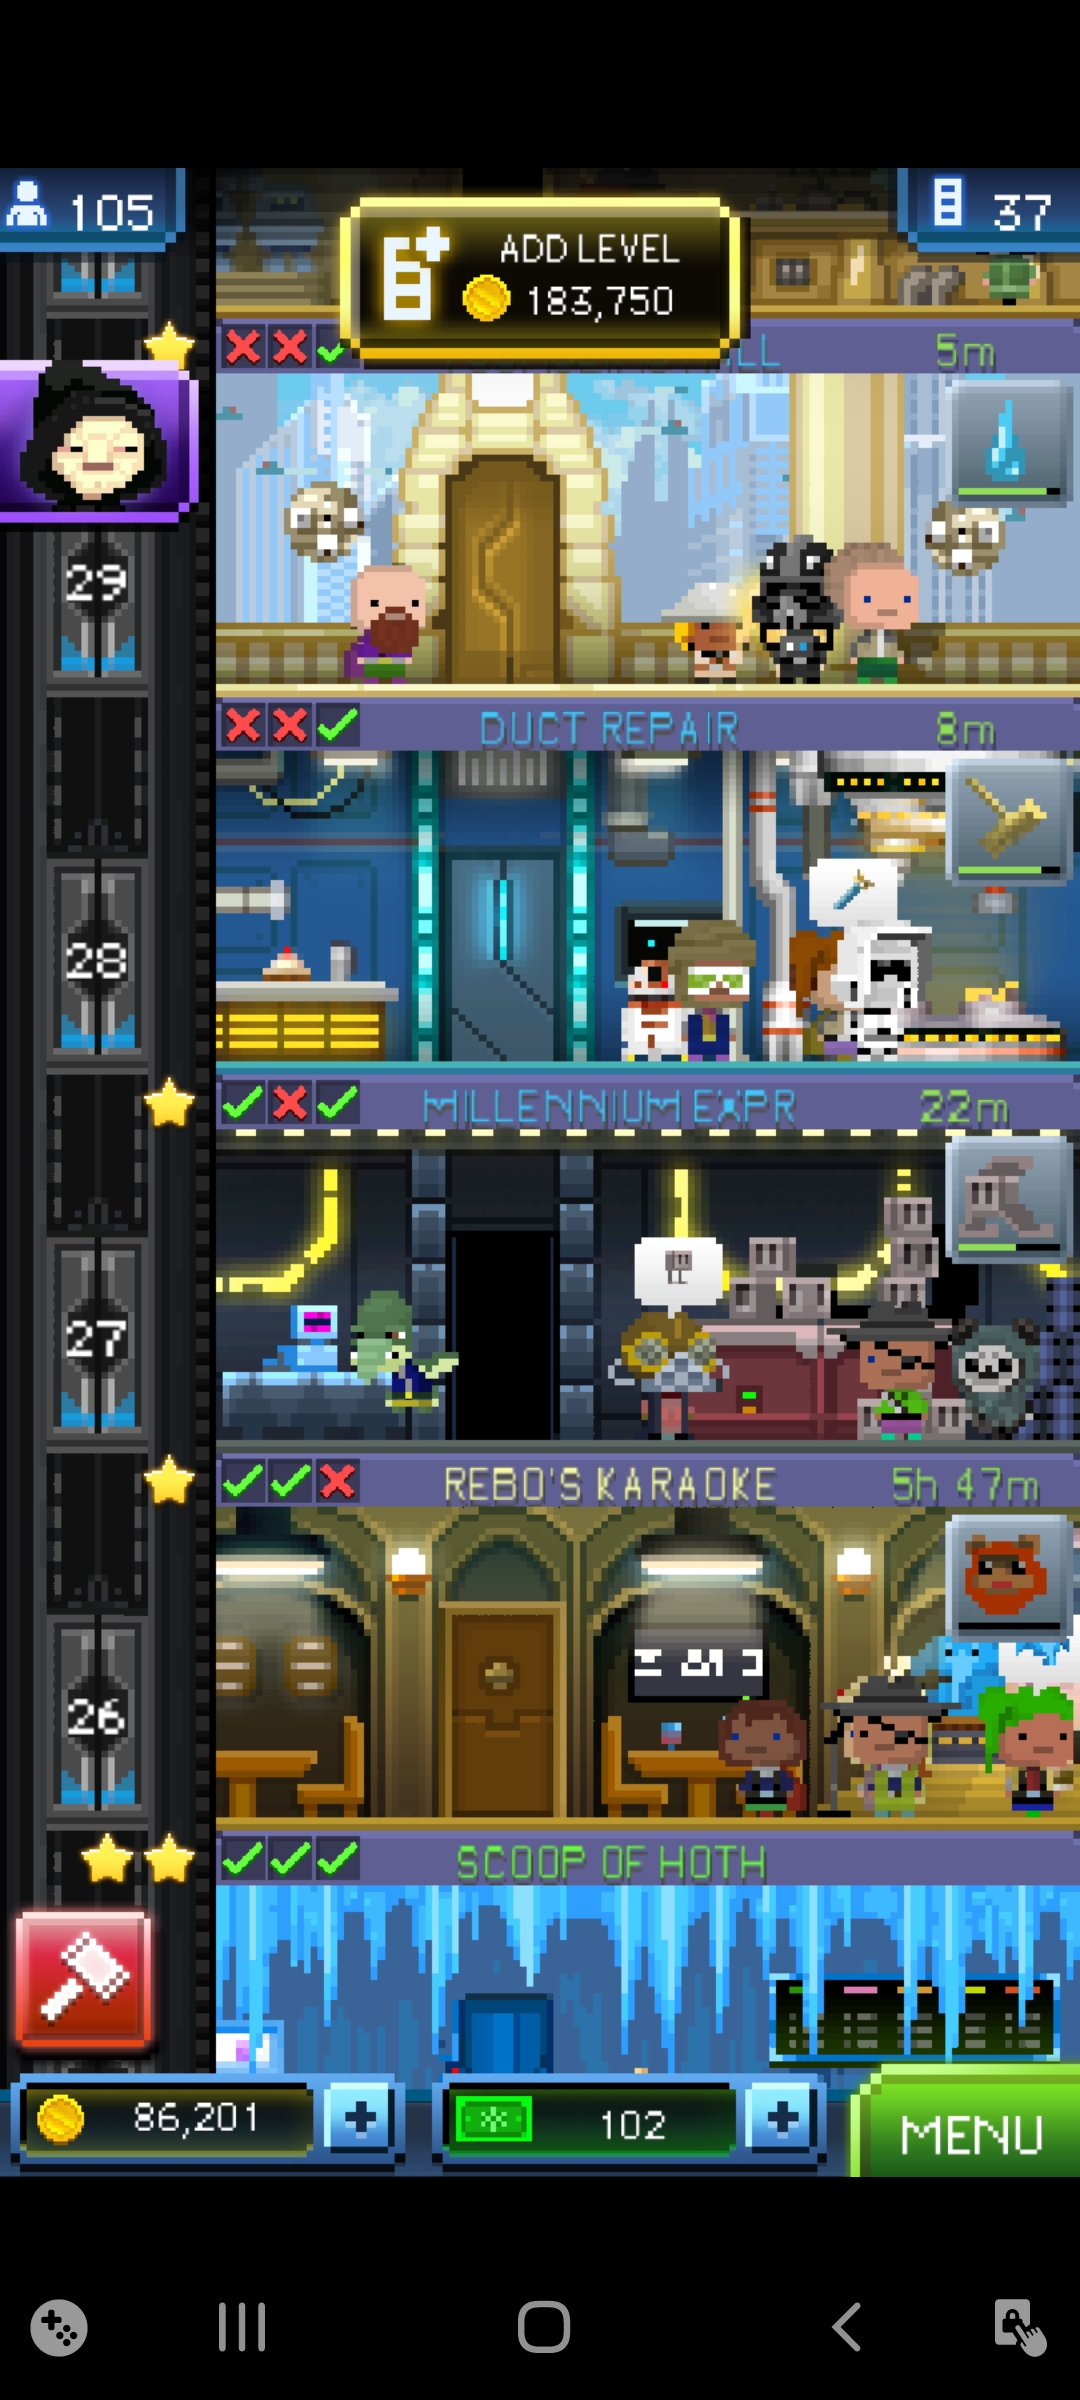 105
ADD LEVEL
183,750
37
5m
29
DUCT REPAIR
8m
28
MILLENNIUM EXPR
22m
27
REBO'S KARAOKE
5h 47m
26
SCOOP OF HOTH
86,201
102
MENU